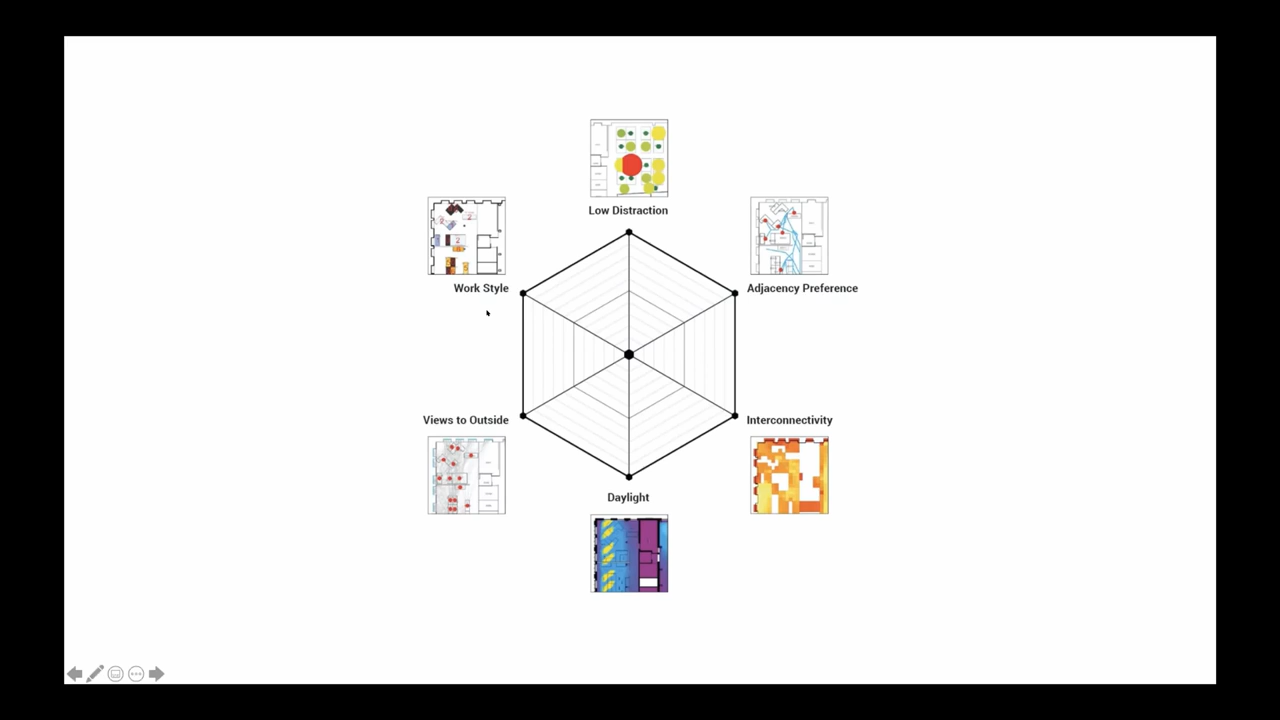 Low Distraction
Work Style
Adjacency Preference
Views to Outside
Interconnectivity
Daylight